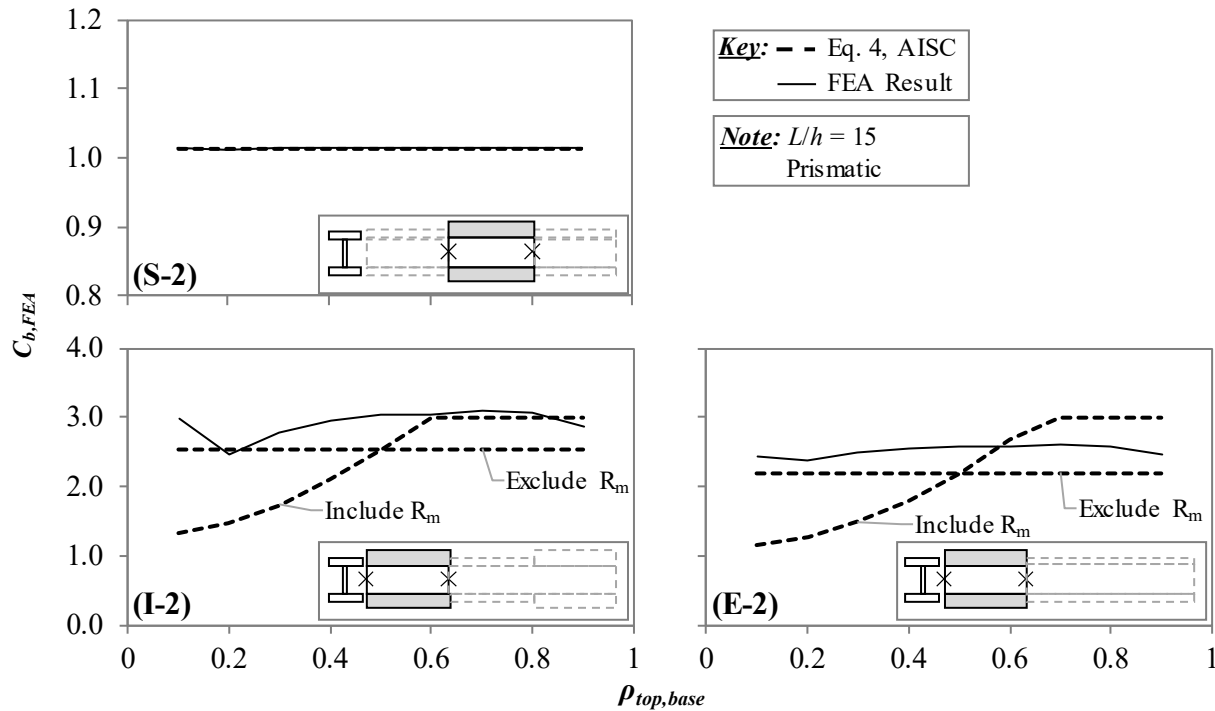 1.2
1.1
1.0
0.9
0.8
(S-2)
Key: Eq. 4, AISC
FEA Result
Note: L/h = 15
Prismatic
C_b,FEA
4.0
3.0
2.0
1.0
0.0
Exclude R_m
Include R_m
(I-2)
0 0.2 0.4 0.6 0.8 1
Exclude R_m
Include R_m
(E-2)
0 0.2 0.4 0.6 0.8 1
ρ_top,base